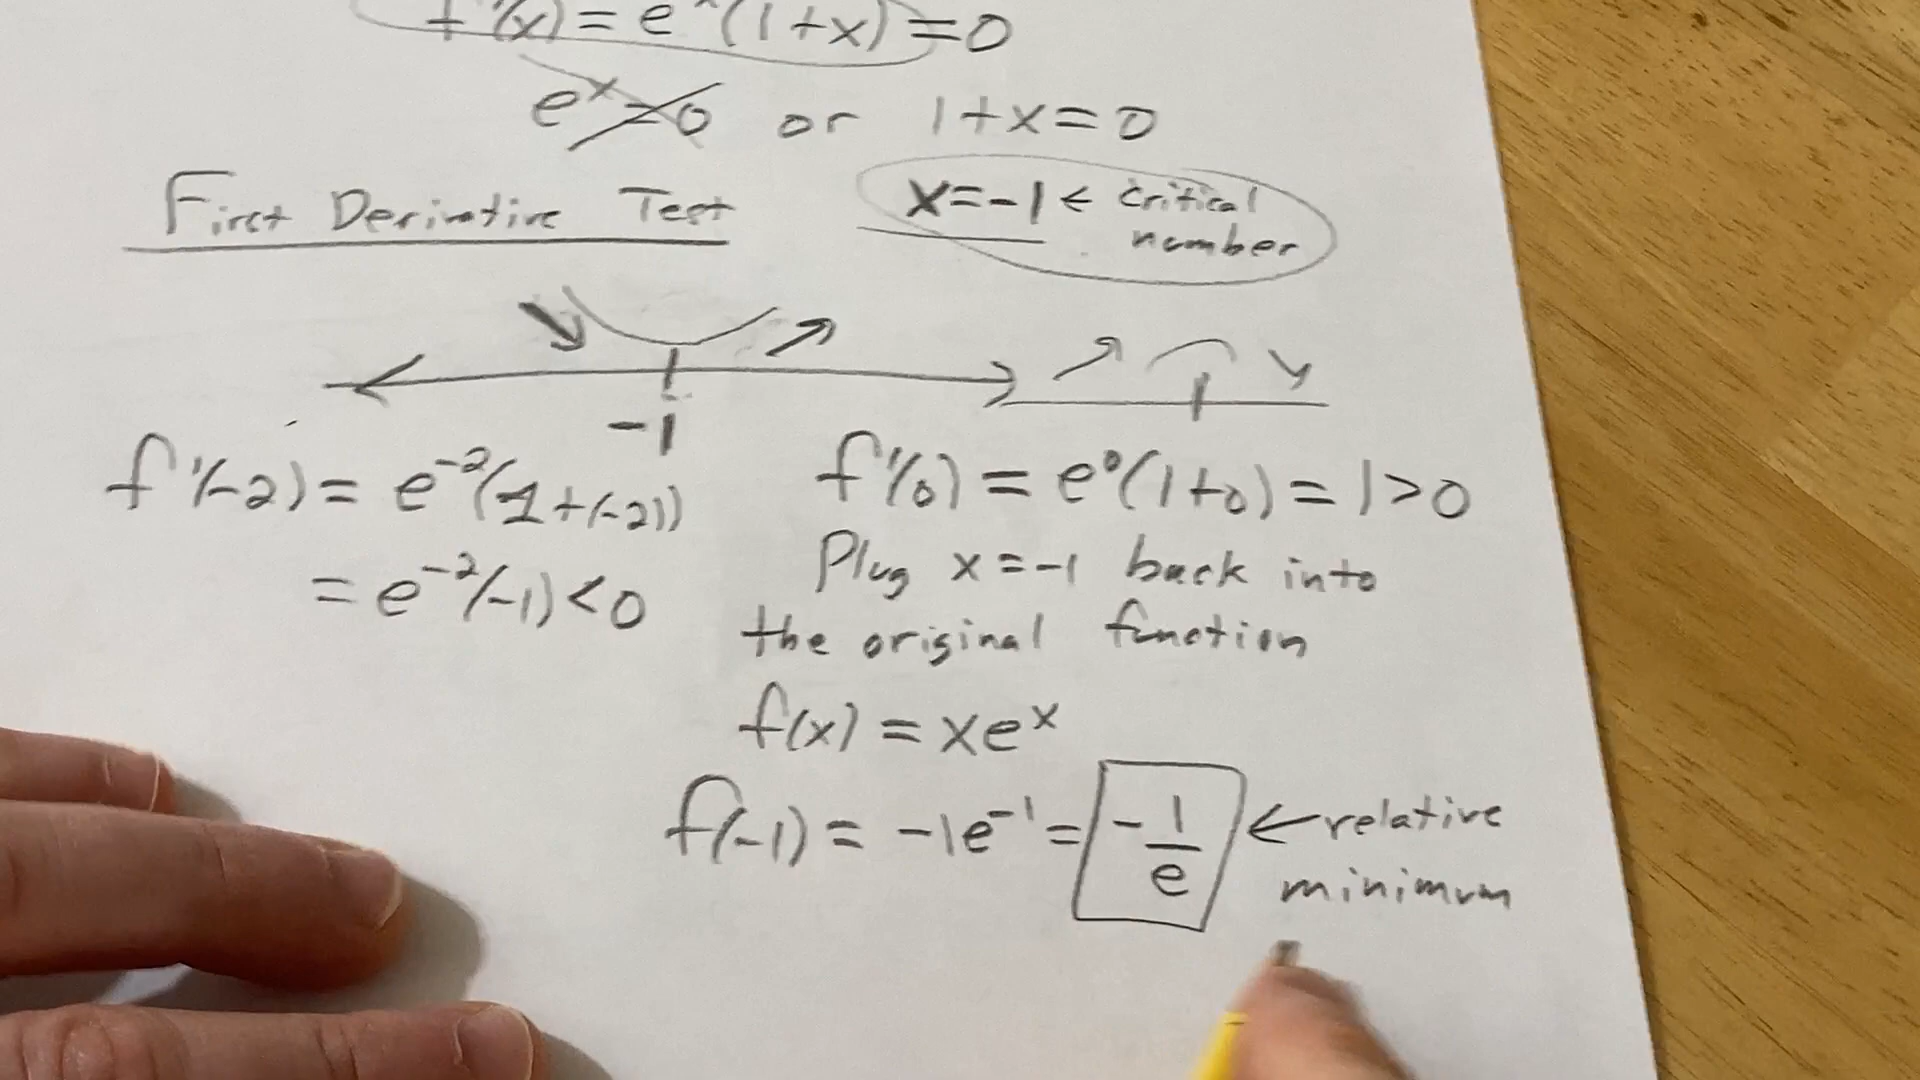 f'(x) = e^x(1+x) = 0
e^x = 0 or 1+x = 0
First Derivative Test
x = -1 ← critical number
-1
f'(-2) = e^-2(1+(-2))
= e^-2(-1) < 0
f'(0) = e^0(1+0) = 1 > 0
Plug x = -1 back into
the original function
f(x) = xe^x
f(-1) = -1e^-1 = -1/e ← relative minimum